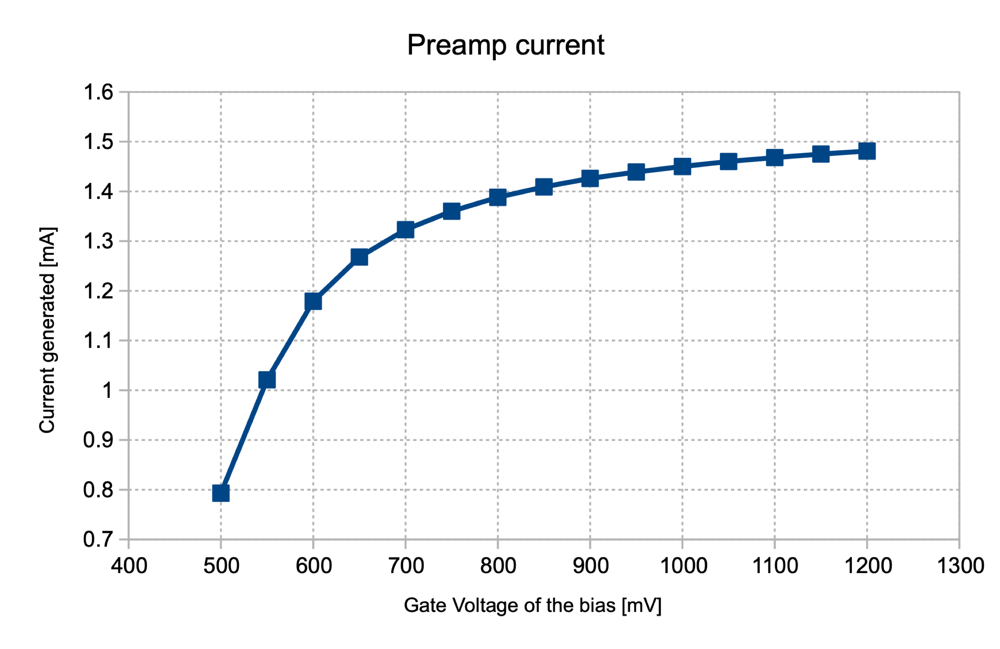 Preamp current
1.6
1.5
1.4
1.3
1.2
1.1
1
0.9
0.8
0.7
Current generated [mA]
400 500 600 700 800 900 1000 1100 1200 1300
Gate Voltage of the bias [mV]